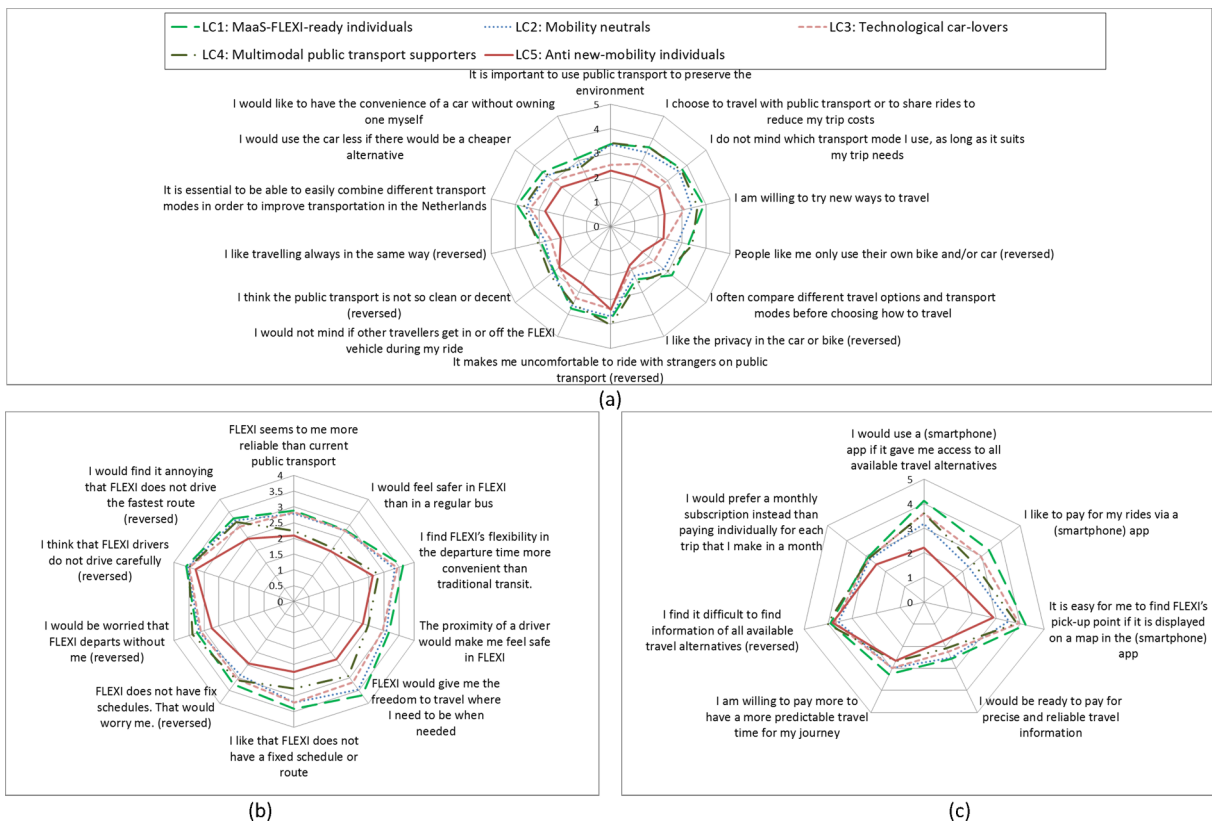 LC1: MaaS-FLEXI-ready individuals
LC2: Mobility neutrals
LC3: Technological car-lovers
LC4: Multimodal public transport supporters
LC5: Anti new-mobility individuals
It is important to use public transport to preserve the
environment
I choose to travel with public transport or to share rides to
reduce my trip costs
I do not mind which transport mode I use, as long as it suits
my trip needs
I am willing to try new ways to travel
People like me only use their own bike and/or car (reversed)
I often compare different travel options and transport
modes before choosing how to travel
I like the privacy in the car or bike (reversed)
It makes me uncomfortable to ride with strangers on public
transport (reversed)
I would not mind if other travellers get in or off the FLEXI
vehicle during my ride
I think the public transport is not so clean or decent
(reversed)
I like travelling always in the same way (reversed)
It is essential to be able to easily combine different transport
modes in order to improve transportation in the Netherlands
I would use the car less if there would be a cheaper
alternative
I would like to have the convenience of a car without owning
one myself
5
4
3
2
1
0
(a)
FLEXI seems to me more
reliable than current
public transport
I would feel safer in FLEXI
than in a regular bus
I find FLEXI's flexibility in
the departure time more
convenient than
traditional transit.
The proximity of a driver
would make me feel safe
in FLEXI
FLEXI would give me the
freedom to travel where
I need to be when
needed
I like that FLEXI does not
have a fixed schedule or
route
FLEXI does not have fix
schedules. That would
worry me. (reversed)
I would be worried that
FLEXI departs without
me (reversed)
I think that FLEXI drivers
do not drive carefully
(reversed)
I would find it annoying
that FLEXI does not drive
the fastest route
(reversed)
4
3.5
3
2.5
2
1.5
1
0.5
0
(b)
I would use a (smartphone)
app if it gave me access to all
available travel alternatives
I like to pay for my rides via a
(smartphone) app
It is easy for me to find FLEXI's
pick-up point if it is displayed
on a map in the (smartphone)
app
I would be ready to pay for
precise and reliable travel
information
I am willing to pay more to
have a more predictable travel
time for my journey
I find it difficult to find
information of all available
travel alternatives (reversed)
I would prefer a monthly
subscription instead than
paying individually for each
trip that I make in a month
5
4
3
2
1
0
(c)